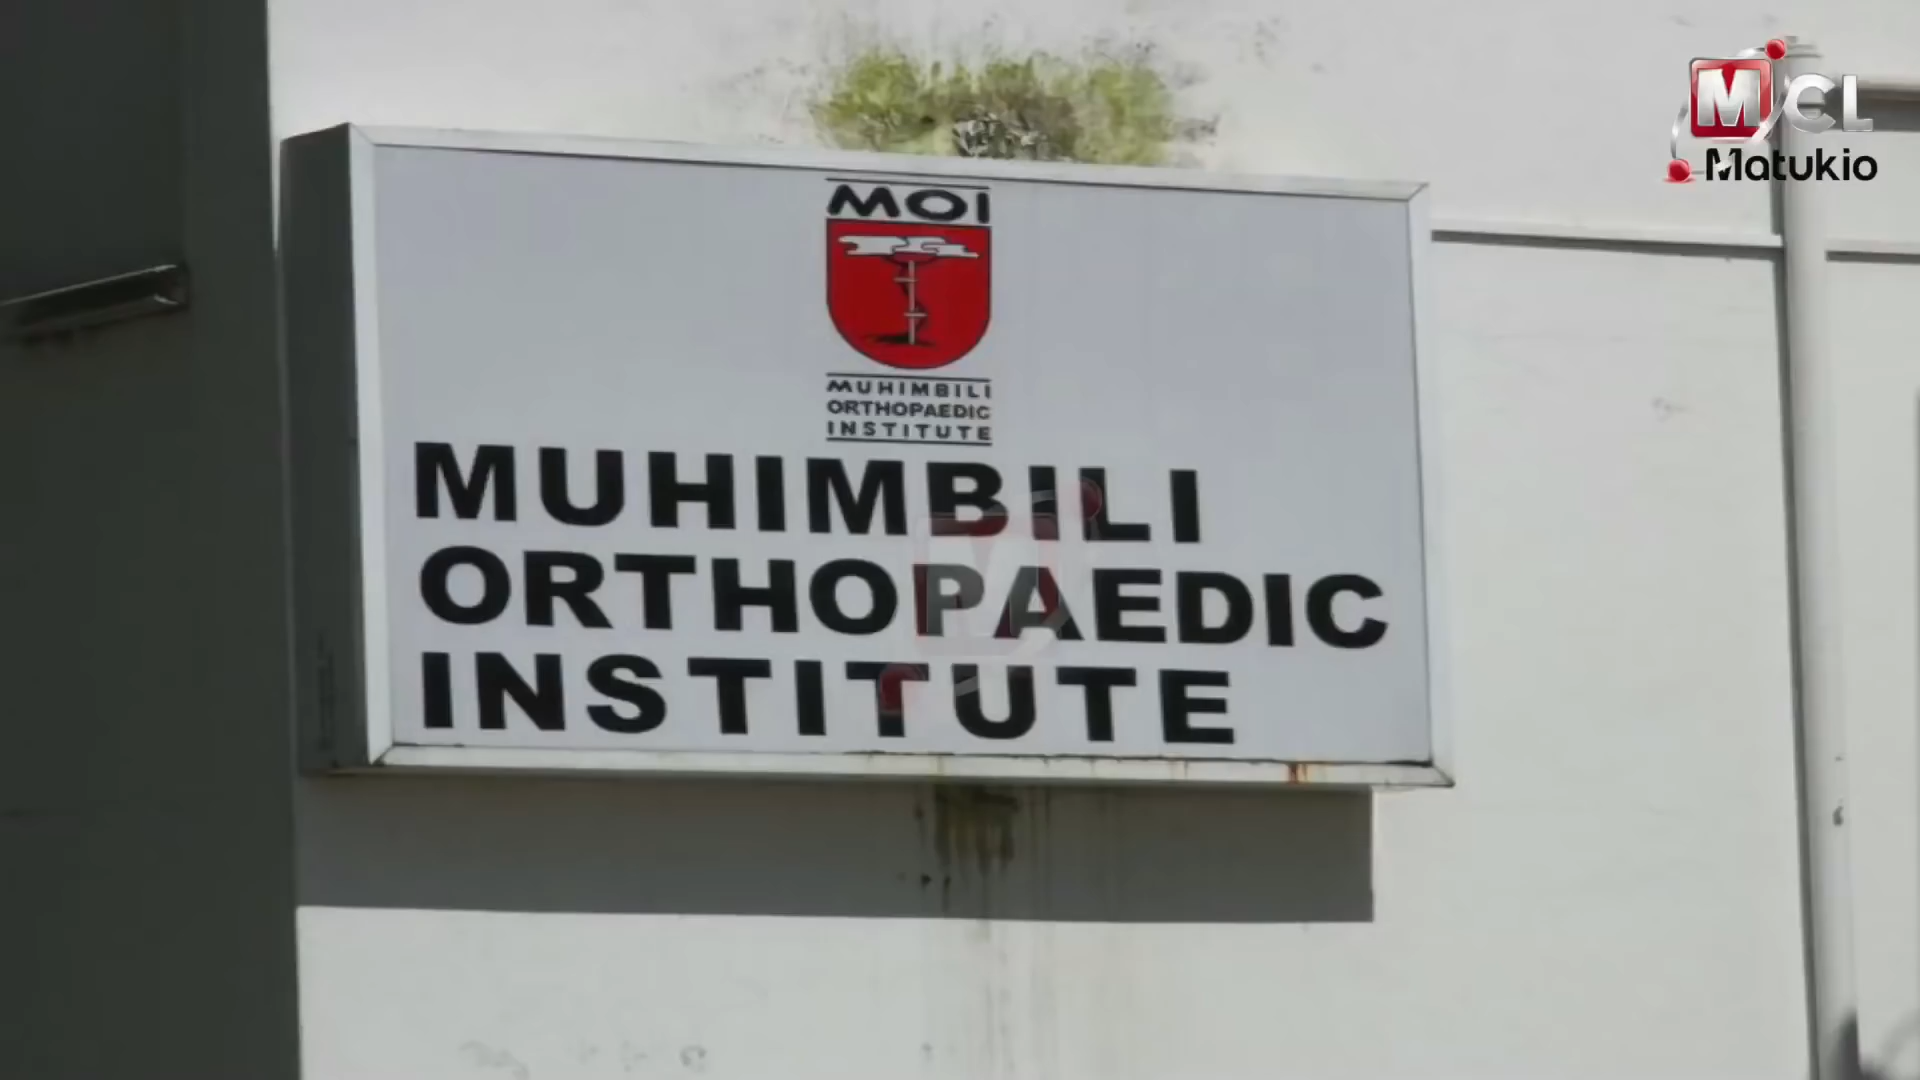 MCL
Matukio
MOI
MUHIMBILI
ORTHOPAEDIC
INSTITUTE
MUHIMBILI
ORTHOPAEDIC
INSTITUTE
M